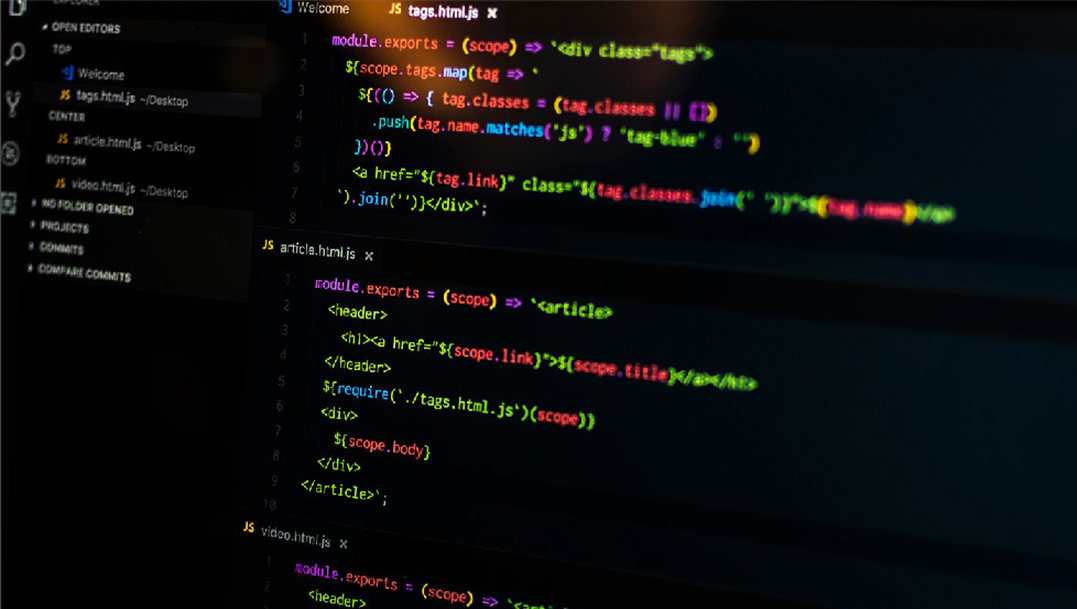 EXPLORER
OPEN EDITORS
TOP
Welcome
tags.html.js ~/Desktop
CENTER
article.html.js ~/Desktop
BOTTOM
video.html.js ~/Desktop
NO FOLDER OPENED
PROJECTS
COMMITS
COMPARE COMMITS
Welcome JS tags.html.js x
1 module.exports = (scope) => `<div class="tags">
2 ${scope.tags.map(tag => `
3 ${(() => { tag.classes = (tag.classes || [])
4 .push(tag.name.matches('js') ? 'tag-blue' : '')
5 })()}
6 <a href="${tag.link}" class="${tag.classes.join(' ')}">${tag.name}</a>
7 `).join('')}</div>`;
8
JS article.html.js x
1 module.exports = (scope) => `<article>
2 <header>
3 <h1><a href="${scope.link}">${scope.title}</a></h1>
4 </header>
5 ${require('./tags.html.js')(scope)}
6 <div>
7 ${scope.body}
8 </div>
9 </article>`;
10
JS video.html.js x
1 module.exports = (scope) => `<article>
2 <header>